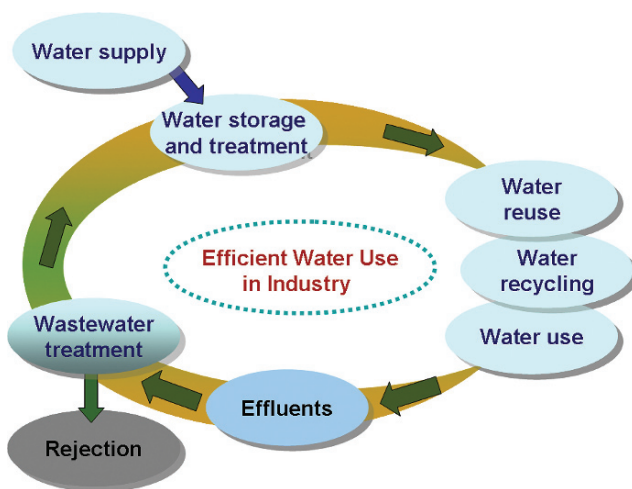 Water supply
Water storage
and treatment
Water
reuse
Water
recycling
Water use
Efficient Water Use
in Industry
Wastewater
treatment
Effluents
Rejection